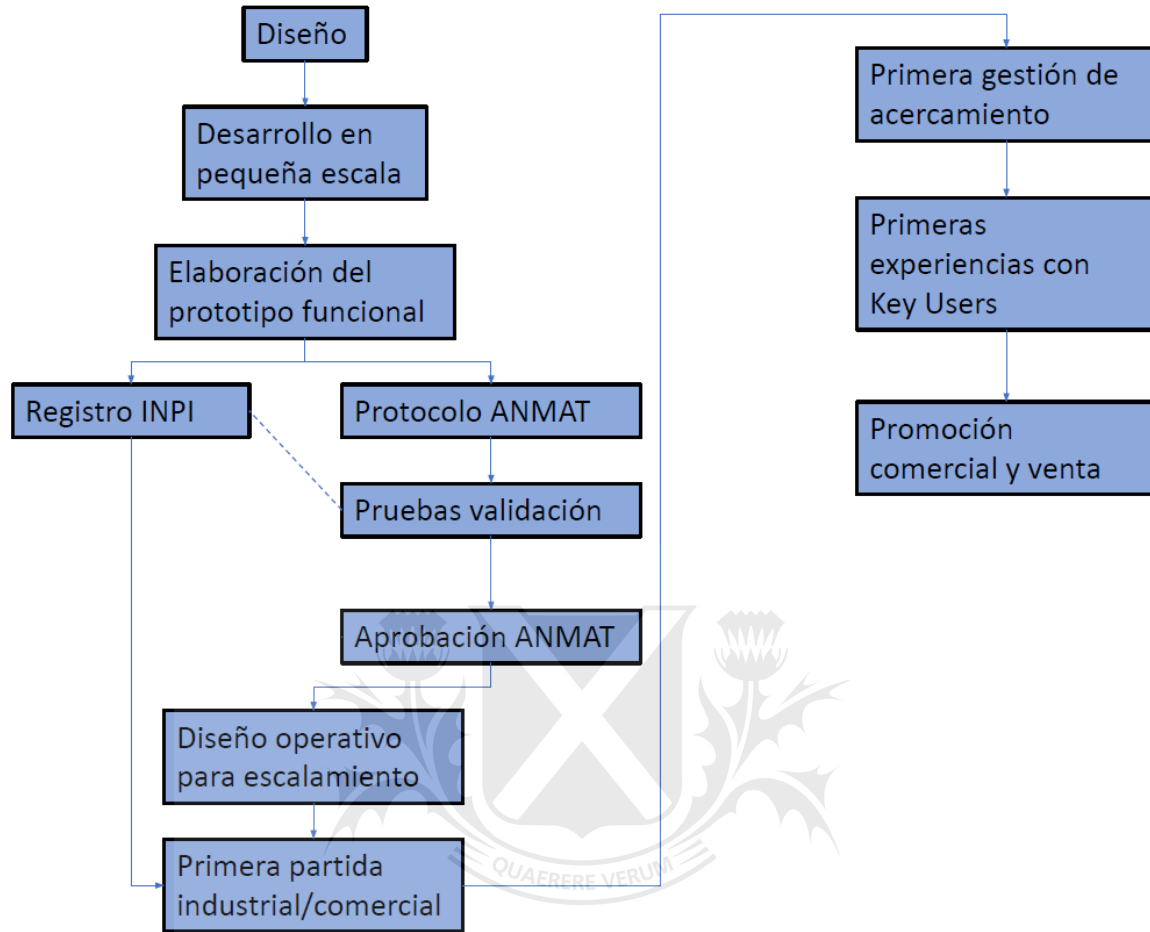 Diseño
Desarrollo en
pequeña escala
Elaboración del
prototipo funcional
Registro INPI
Protocolo ANMAT
Pruebas validación
Aprobación ANMAT
Diseño operativo
para escalamiento
Primera partida
industrial/comercial
Primera gestión de
acercamiento
Primeras
experiencias con
Key Users
Promoción
comercial y venta
QUAERERE VERUM